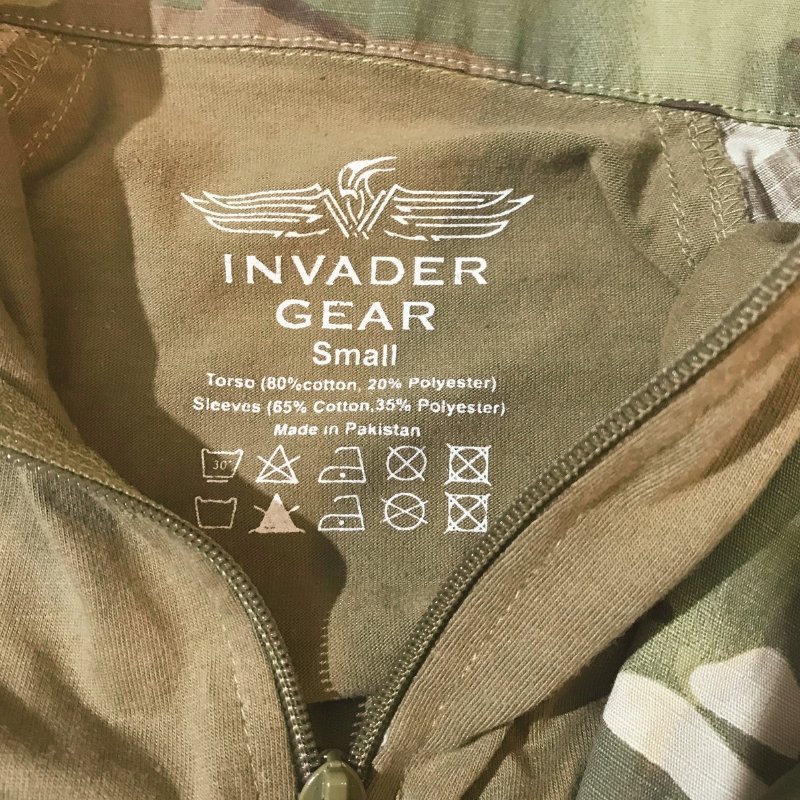 INVADER
GEAR
Small
Torso (80%cotton, 20% Polyester)
Sleeves (65% Cotton,35% Polyester)
Made in Pakistan
30°